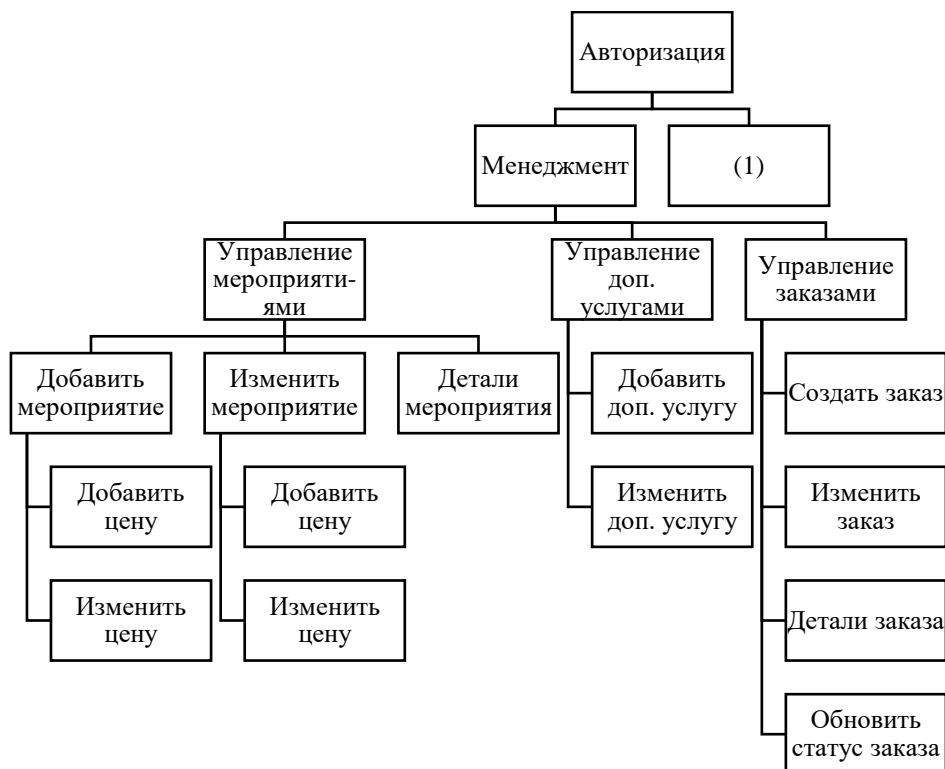 Авторизация
Менеджмент
(1)
Управление
мероприяти-
ями
Управление
доп.
услугами
Управление
заказами
Добавить
мероприятие
Изменить
мероприятие
Детали
мероприятия
Добавить
доп. услугу
Создать заказ
Добавить
цену
Добавить
цену
Изменить
доп. услугу
Изменить
заказ
Изменить
цену
Изменить
цену
Детали заказа
Обновить
статус заказа